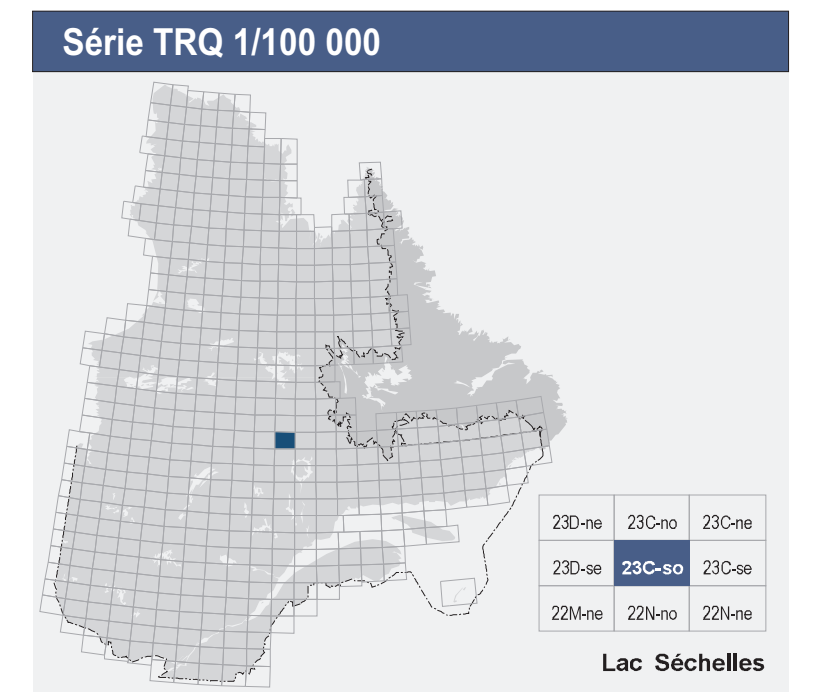 Série TRQ 1/100 000
23D-ne 23C-no 23C-ne
23D-se 23C-so 23C-se
22M-ne 22N-no 22N-ne
Lac Séchelles